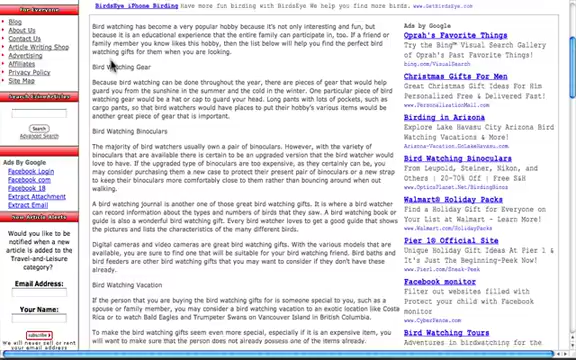 BirdsEye iPhone Birding Have more fun birding with BirdsEye We help you find more birds. www.GetBirdsEye.com
For Everyone
Blog
About Us
Contact Us
Article Writing Shop
Advertising
Affiliates
Privacy Policy
Site Map
Search
Advanced Search
Ads By Google
Facebook Login
Facebook.com
Facebook 18
Extract Attachment
Extract Email
New Article Alerts
Would you like to be
notified when a new
article is added to the
Travel-and-Leisure
category?
Email Address:
Your Name:
subscribe
We will never sell or rent
your email address
Bird watching has become a very popular hobby because it's not only interesting and fun, but
because it is an educational experience that the entire family can participate in, too. If a friend or
family member you know likes this hobby, then the list below will help you find the perfect bird
watching gifts for them when you are looking.
Bird Watching Gear
Because bird watching can be done throughout the year, there are pieces of gear that would help
guard you from the sunshine in the summer and the cold in the winter. One particular piece of bird
watching gear would be a hat or cap to guard your head. Long pants with lots of pockets, such as
cargo pants, so that bird watchers would have places to put their hobby's various items would be
another great piece of gear that is important.
Bird Watching Binoculars
The majority of bird watchers usually own a pair of binoculars. However, with the variety of
binoculars that are available there is certain to be an upgraded version that the bird watcher would
love to have. If the upgraded type of binoculars are too expensive, as they certainly can be, you
may consider purchasing them a new case to protect their present pair of binoculars or a new strap
to keep their binoculars more comfortably close to them rather than bouncing around when out
walking.
A bird watching journal is another one of those great bird watching gifts. It is where a bird watcher
can record information about the types and numbers of birds that they saw. A bird watching book or
guide is also a wonderful bird watching gift. Every bird watcher loves to get a good guide that shows
the pictures and lists the characteristics of the many different birds.
Digital cameras and video cameras are great bird watching gifts. With the various models that are
available, you are sure to find one that will be suitable for your bird watching friend. Bird baths and
bird feeders are other bird watching gifts that you may want to consider if they don't have these
already.
Bird Watching Vacation
If the person that you are buying the bird watching gifts for is someone special to you, such as a
spouse or family member, you may consider a bird watching vacation to an exotic location like Costa
Rica or to watch Bald Eagles and Trumpeter Swans on Vancouver Island in British Columbia.
To make the bird watching gifts seem even more special, especially if it is an expensive item, you
will want to make sure that the person does not already possess one of the items already.
Ads by Google
Oprah's Favorite Things
Try the Bing™ Visual Search Gallery
of Oprah's Past Favorite Things!
bing.com/VisualSearch
Christmas Gifts For Men
Great Christmas Gift Ideas For Him
Personalized Free & Delivered Fast!
www.PersonalizationMall.com
Birding in Arizona
Explore Lake Havasu City Arizona Bird
Watching Vacations & Getaways!
Arizona-Vacation.GoLakeHavasu.com
Bird Watching Binoculars
From Leupold, Steiner, Nikon, and
Others | 20-70% Off | Free S&H
www.OpticsPlanet.Net/BirdingBinos
Walmart® Holiday Packs
Find a Holiday Gift for Everyone on
Your List at Walmart – Learn More!
www.Walmart.com/HolidayPack
Pier 1® Official Site
Unique Holiday Gift Ideas At Pier 1 &
It's Just The Beginning-Peek Now!
www.Pier1.com/Sneak-Peek
Facebook monitor
Filter out websites filled with
Protect your child with Facebook
monitor
Bird Watching Tours
Adventures in birdwatching for the